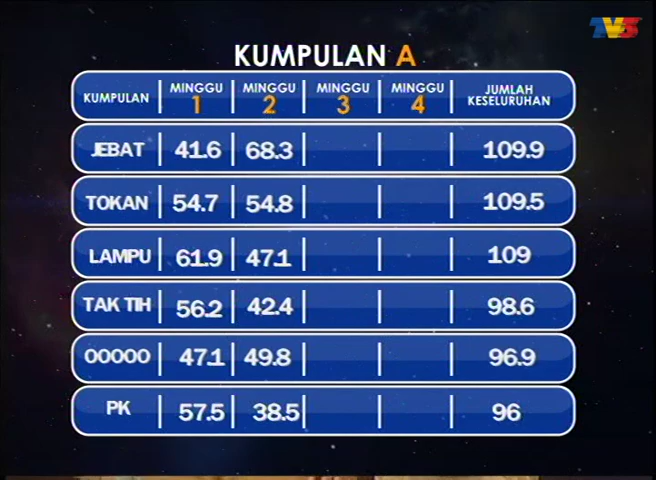 TV3
KUMPULAN A
KUMPULAN MINGGU 1 MINGGU 2 MINGGU 3 MINGGU 4 JUMLAH KESELURUHAN
JEBAT 41.6 68.3 109.9
TOKAN 54.7 54.8 109.5
LAMPU 61.9 47.1 109
TAK TIH 56.2 42.4 98.6
OOOOO 47.1 49.8 96.9
PK 57.5 38.5 96